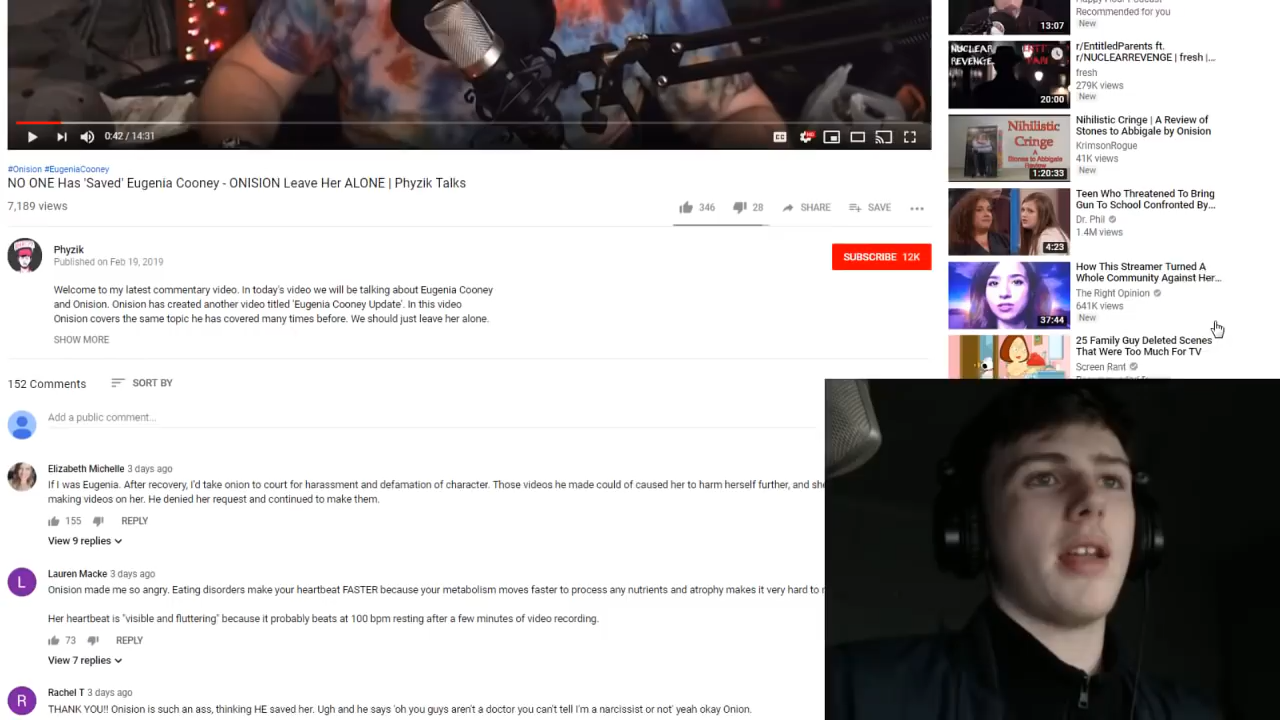 Recommended for you
New
13:07
NUCLEAR
REVENGE.
20:00
r/EntitledParents ft.
r/NUCLEARREVENGE | fresh |...
fresh
279K views
New
0:42 / 14:31
Nihilistic
Cringe
1:20:33
Nihilistic Cringe | A Review of
Stones to Abbigale by Onision
KrimsonRogue
41K views
New
#Onision #EugeniaCooney
NO ONE Has 'Saved' Eugenia Cooney - ONISION Leave Her ALONE | Phyzik Talks
7,189 views
346
28
SHARE
SAVE
4:23
Teen Who Threatened To Bring
Gun To School Confronted By...
Dr. Phil
1.4M views
Phyzik
Published on Feb 19, 2019
SUBSCRIBE 12K
37:44
How This Streamer Turned A
Whole Community Against Her...
The Right Opinion
641K views
New
Welcome to my latest commentary video. In today's video we will be talking about Eugenia Cooney
and Onision. Onision has created another video titled 'Eugenia Cooney Update'. In this video
Onision covers the same topic he has covered many times before. We should just leave her alone.
SHOW MORE
25 Family Guy Deleted Scenes
That Were Too Much For TV
Screen Rant
152 Comments
SORT BY
Add a public comment...
Elizabeth Michelle 3 days ago
If I was Eugenia. After recovery, I'd take onion to court for harassment and defamation of character. Those videos he made could of caused her to harm herself further, and she
making videos on her. He denied her request and continued to make them.
155
REPLY
View 9 replies
L
Lauren Macke 3 days ago
Onision made me so angry. Eating disorders make your heartbeat FASTER because your metabolism moves faster to process any nutrients and atrophy makes it very hard to
Her heartbeat is "visible and fluttering" because it probably beats at 100 bpm resting after a few minutes of video recording.
73
REPLY
View 7 replies
R
Rachel T 3 days ago
THANK YOU!! Onision is such an ass, thinking HE saved her. Ugh and he says 'oh you guys aren't a doctor you can't tell I'm a narcissist or not' yeah okay Onion.